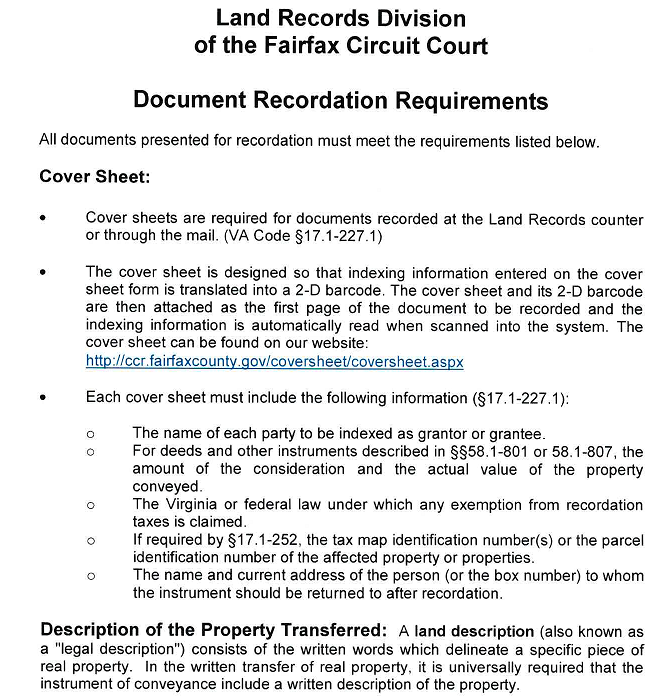 Land Records Division
of the Fairfax Circuit Court
Document Recordation Requirements
All documents presented for recordation must meet the requirements listed below.
Cover Sheet:
• Cover sheets are required for documents recorded at the Land Records counter
or through the mail. (VA Code §17.1-227.1)
• The cover sheet is designed so that indexing information entered on the cover
sheet form is translated into a 2-D barcode. The cover sheet and its 2-D barcode
are then attached as the first page of the document to be recorded and the
indexing information is automatically read when scanned into the system. The
cover sheet can be found on our website:
http://ccr.fairfaxcounty.gov/coversheet/coversheet.aspx
• Each cover sheet must include the following information (§17.1-227.1):
o The name of each party to be indexed as grantor or grantee.
o For deeds and other instruments described in §§58.1-801 or 58.1-807, the
amount of the consideration and the actual value of the property
conveyed.
o The Virginia or federal law under which any exemption from recordation
taxes is claimed.
o If required by §17.1-252, the tax map identification number(s) or the parcel
identification number of the affected property or properties.
o The name and current address of the person (or the box number) to whom
the instrument should be returned to after recordation.
Description of the Property Transferred: A land description (also known as
a "legal description") consists of the written words which delineate a specific piece of
real property. In the written transfer of real property, it is universally required that the
instrument of conveyance include a written description of the property.